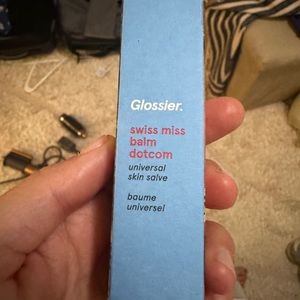 Glossier.
swiss miss
balm
dotcom
universal
skin salve
baume
universel